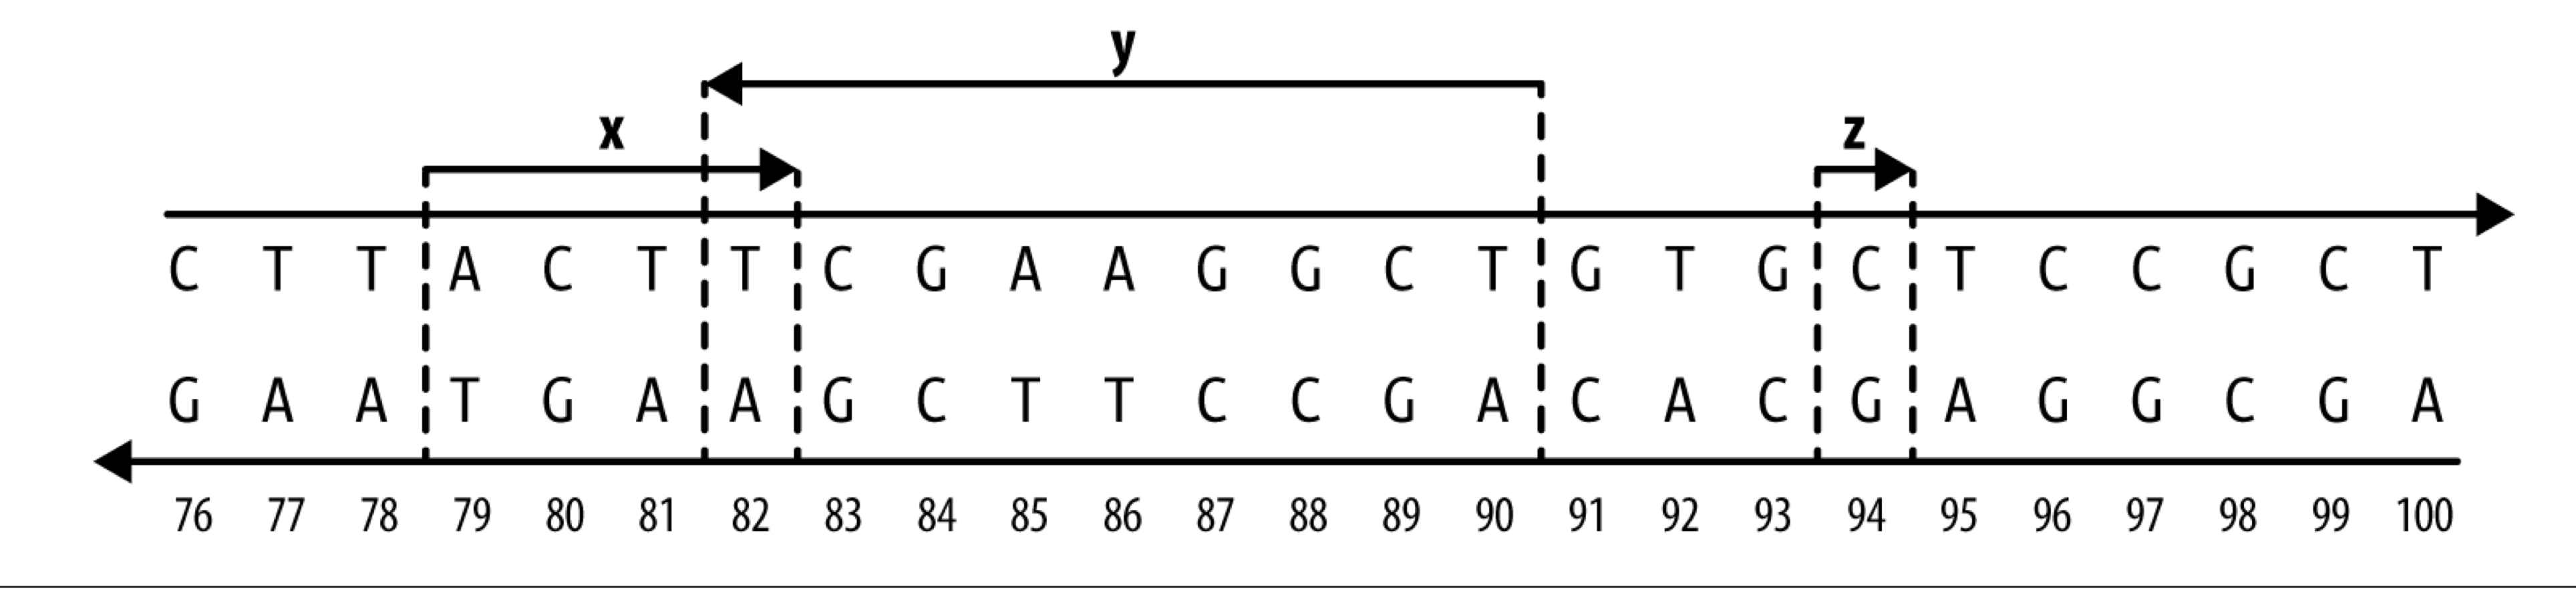 y
x z
C T T A C T T C G A A G G C T G T G C T C C G C T
G A A T G A A G C T T C C G A C A C G A G G C G A
76 77 78 79 80 81 82 83 84 85 86 87 88 89 90 91 92 93 94 95 96 97 98 99 100